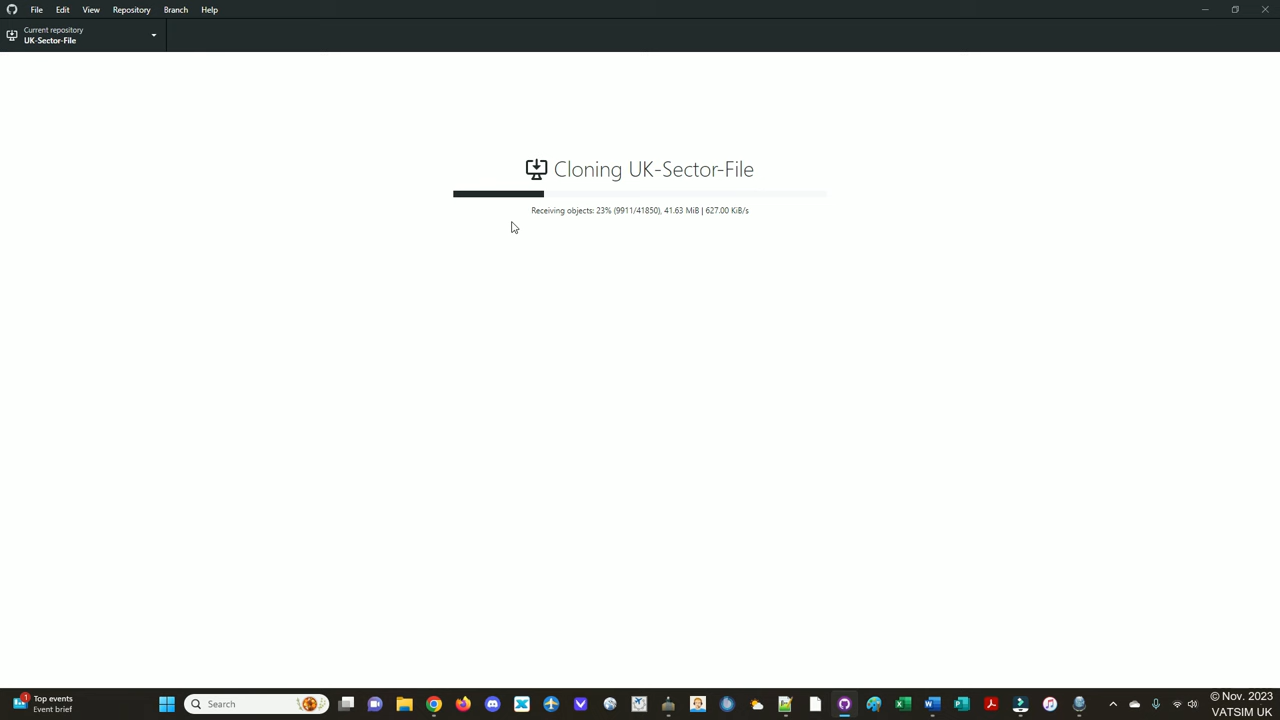 File Edit View Repository Branch Help
Current repository
UK-Sector-File
Cloning UK-Sector-File
Receiving objects: 23% (9911/41850), 41.63 MiB | 627.00 KiB/s
1
Top events
Event brief
Search
© Nov. 2023
VATSIM UK